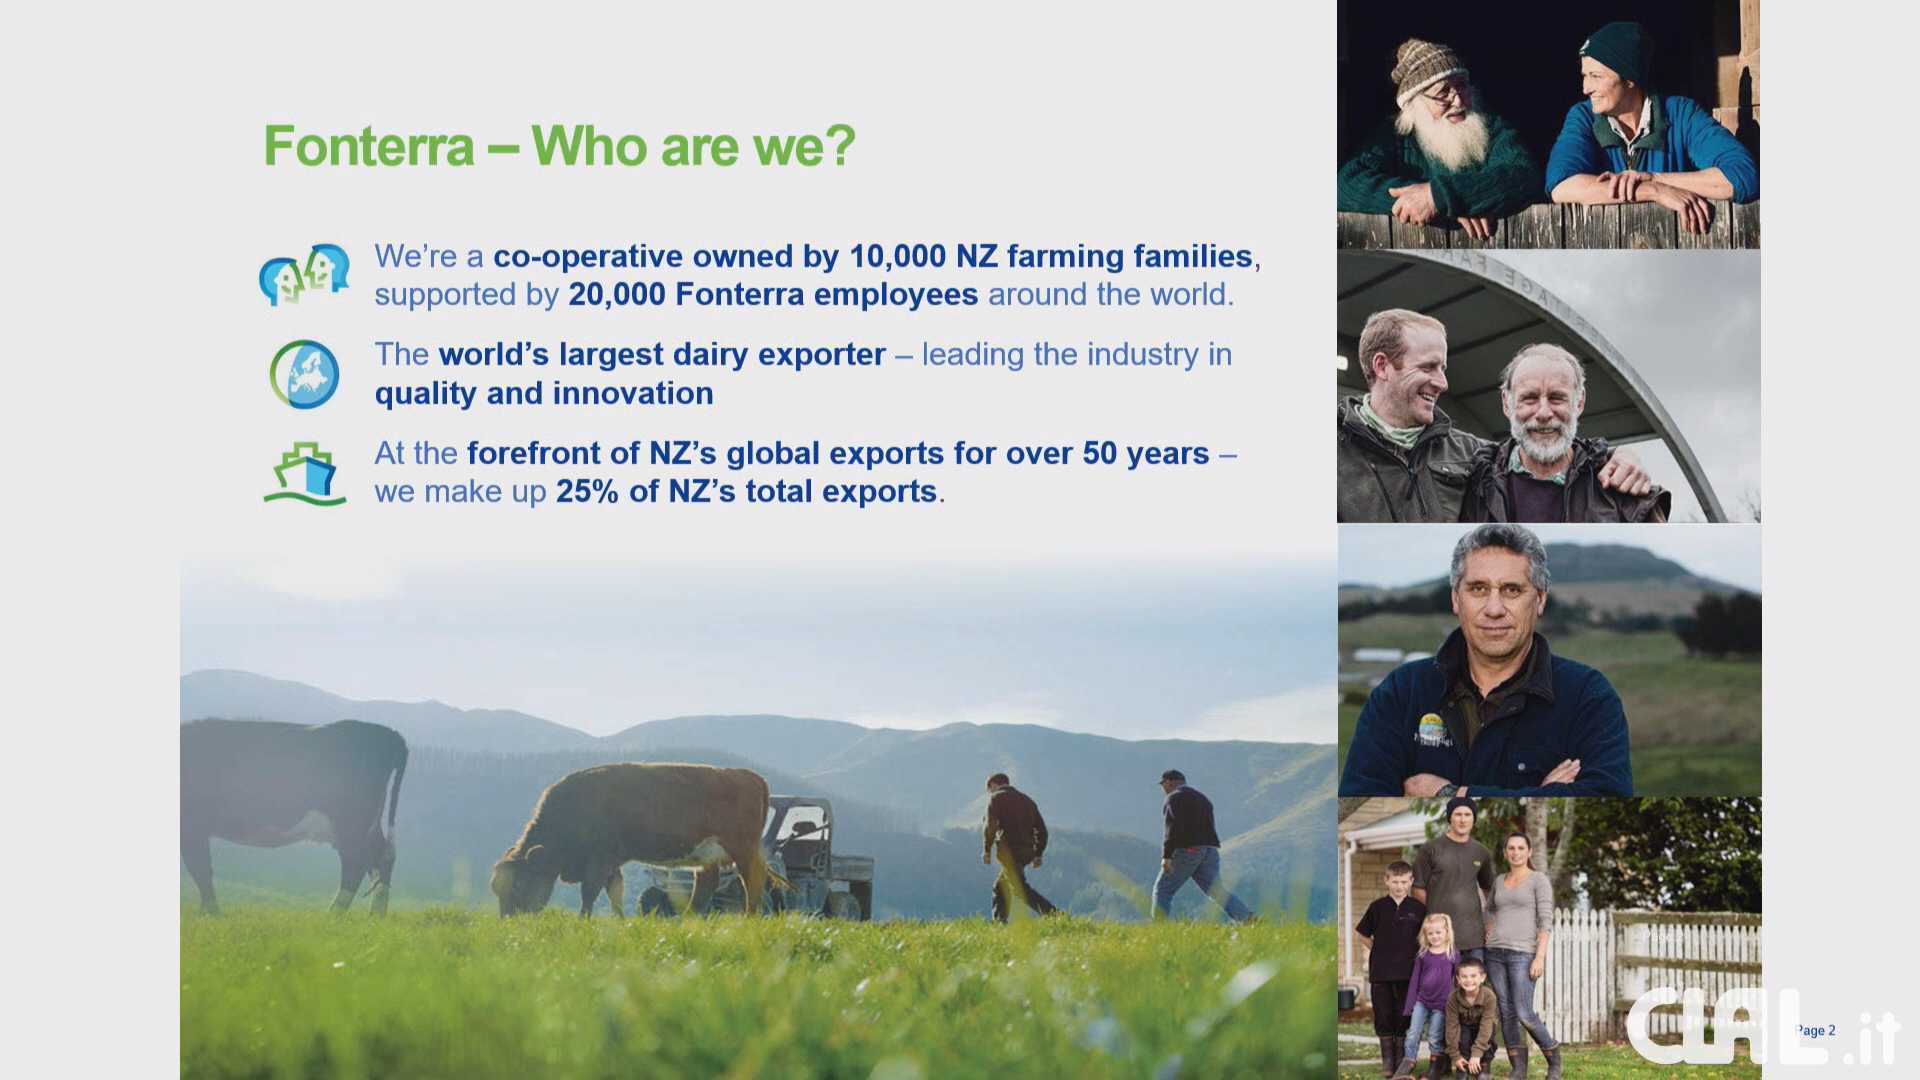 Fonterra – Who are we?
We’re a co-operative owned by 10,000 NZ farming families,
supported by 20,000 Fonterra employees around the world.
The world’s largest dairy exporter – leading the industry in
quality and innovation
At the forefront of NZ’s global exports for over 50 years –
we make up 25% of NZ’s total exports.
TRUST
Page 2
CLAL.it